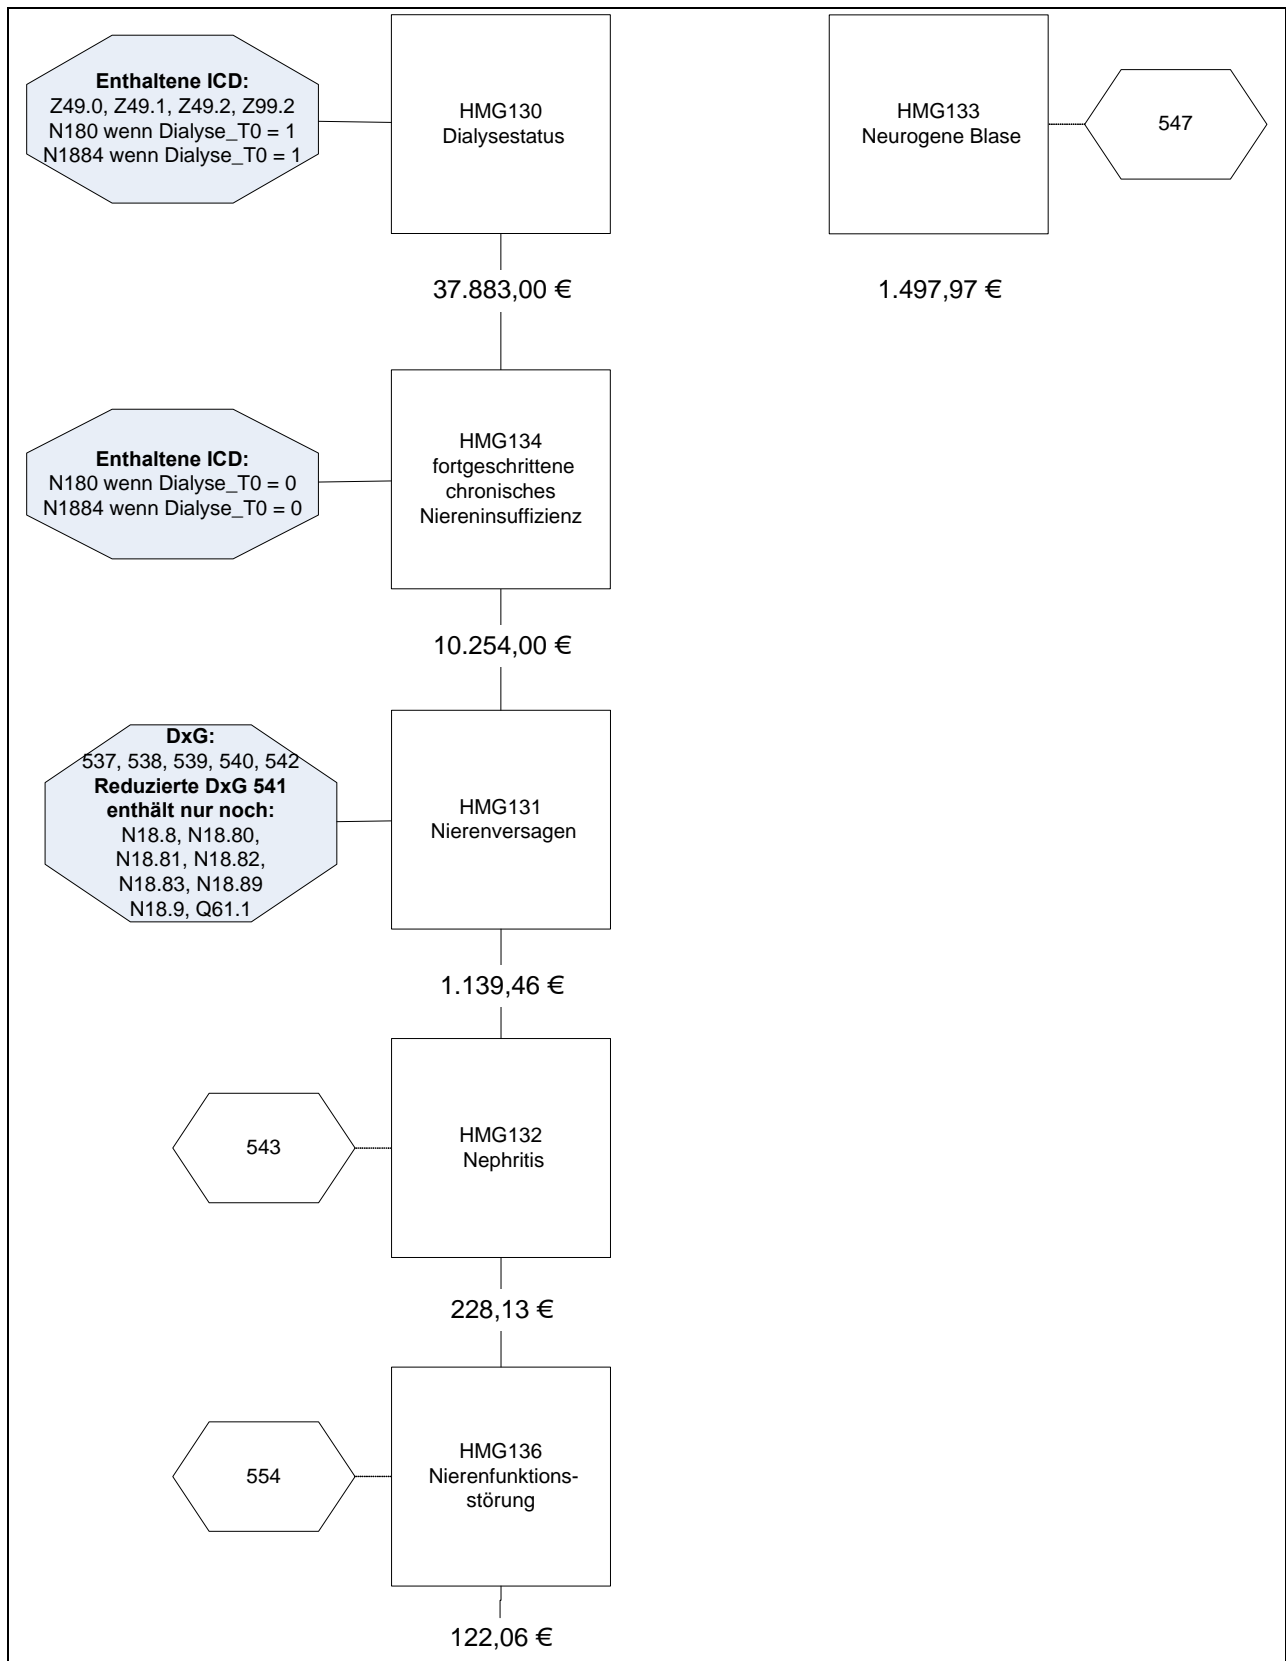 Enthaltene ICD:
Z49.0, Z49.1, Z49.2, Z99.2
N180 wenn Dialyse_T0 = 1
N1884 wenn Dialyse_T0 = 1
HMG130
Dialysestatus
HMG133
Neurogene Blase
547
37.883,00 €
1.497,97 €
Enthaltene ICD:
N180 wenn Dialyse_T0 = 0
N1884 wenn Dialyse_T0 = 0
HMG134
fortgeschrittene
chronisches
Niereninsuffizienz
10.254,00 €
DxG:
537, 538, 539, 540, 542
Reduzierte DxG 541
enthält nur noch:
N18.8, N18.80,
N18.81, N18.82,
N18.83, N18.89
N18.9, Q61.1
HMG131
Nierenversagen
1.139,46 €
543
HMG132
Nephritis
228,13 €
554
HMG136
Nierenfunktions-
störung
122,06 €